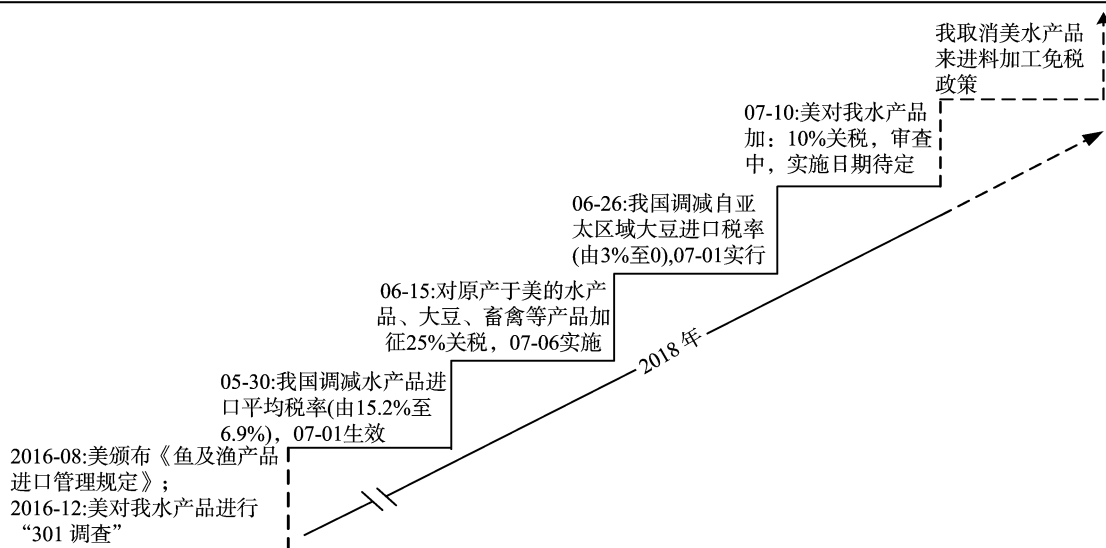 我取消美水产品
来进料加工免税
政策
07-10:美对我水产品
加：10%关税，审查
中，实施日期待定
06-26:我国调减自亚
太区域大豆进口税率
(由3%至0),07-01实行
06-15:对原产于美的水产
品、大豆、畜禽等产品加
征25%关税，07-06实施
2018 年
05-30:我国调减水产品进
口平均税率(由15.2%至
6.9%)，07-01生效
2016-08:美颁布《鱼及渔产品
进口管理规定》；
2016-12:美对我水产品进行
“301 调查”